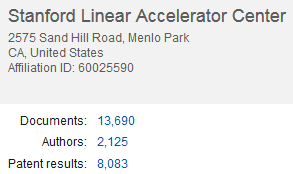 Stanford Linear Accelerator Center
2575 Sand Hill Road, Menlo Park
CA, United States
Affiliation ID: 60025590
Documents: 13,690
Authors: 2,125
Patent results: 8,083